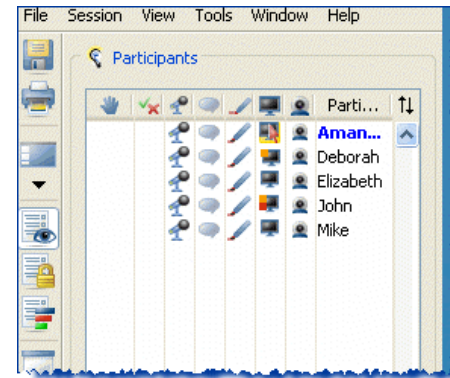 File Session View Tools Window Help
Participants
Parti...
Aman...
Deborah
Elizabeth
John
Mike